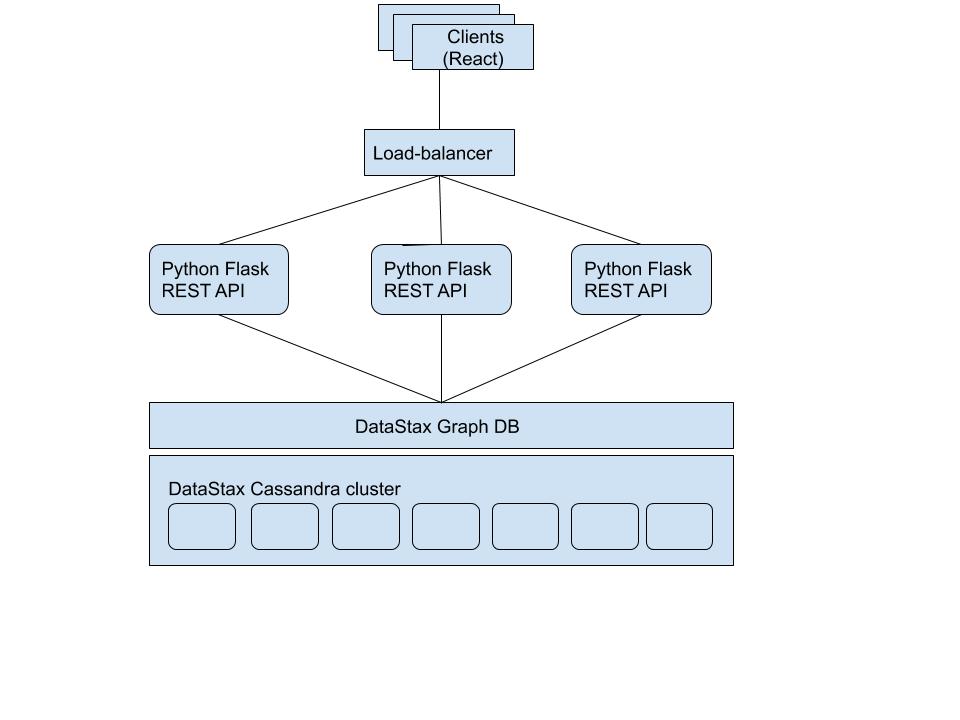 Clients
(React)
Load-balancer
Python Flask
REST API
Python Flask
REST API
Python Flask
REST API
DataStax Graph DB
DataStax Cassandra cluster